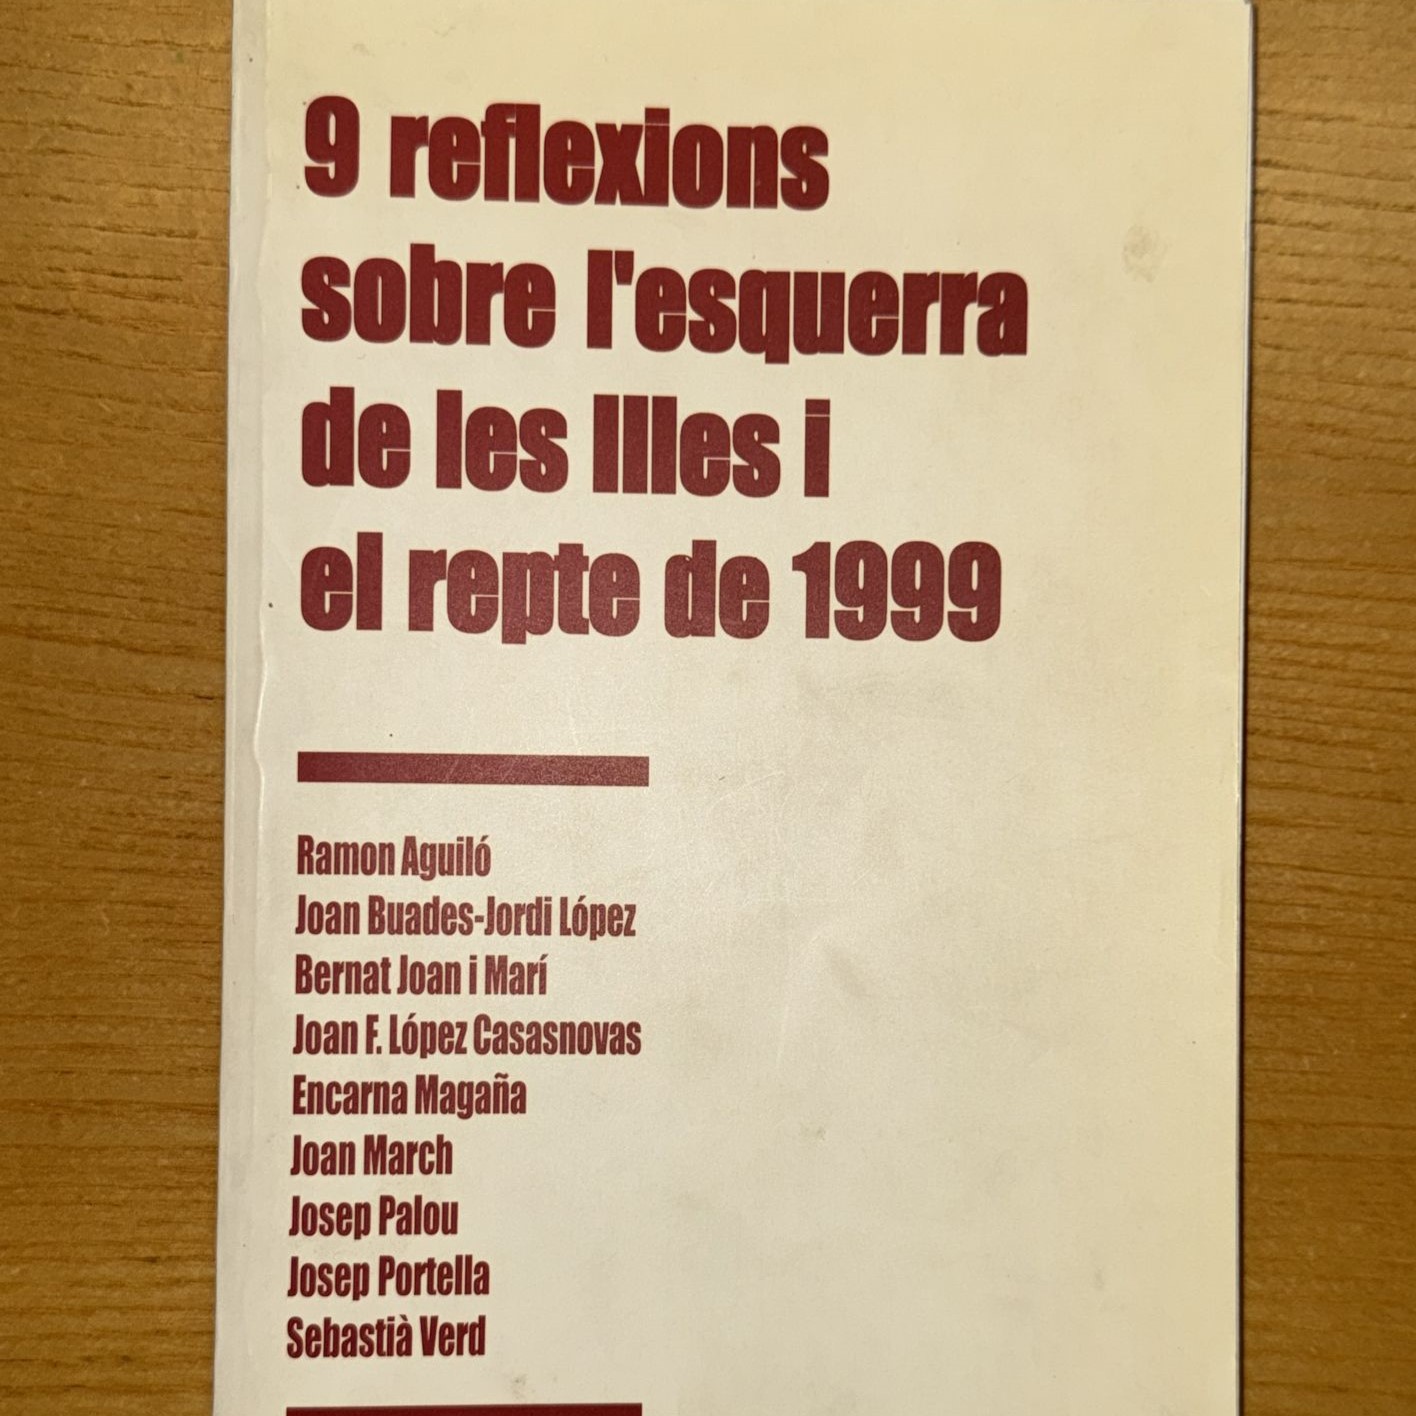 9 reflexions
sobre l'esquerra
de les Illes i
el repte de 1999
Ramon Aguiló
Joan Buades-Jordi López
Bernat Joan i Marí
Joan F. López Casasnovas
Encarna Magaña
Joan March
Josep Palou
Josep Portella
Sebastià Verd